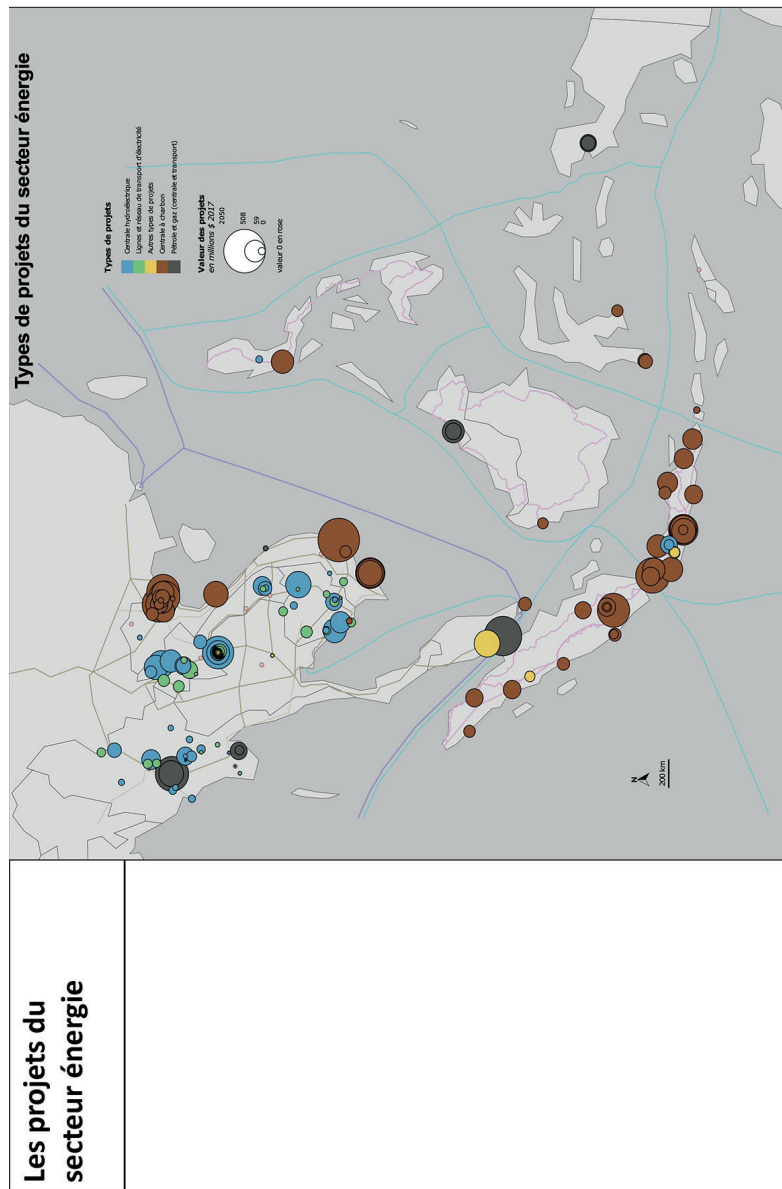 Les projets du
secteur énergie
Types de projets du secteur énergie
Types de projets
Centrale hydroélectrique
Lignes et réseau de transport d'électricité
Autres types de projets
Centrale à charbon
Pétrole et gaz (centrale et transport)
Valeur des projets
en millions $ 2017
2050
508
59
0
valeur 0 en rose
N
200 km